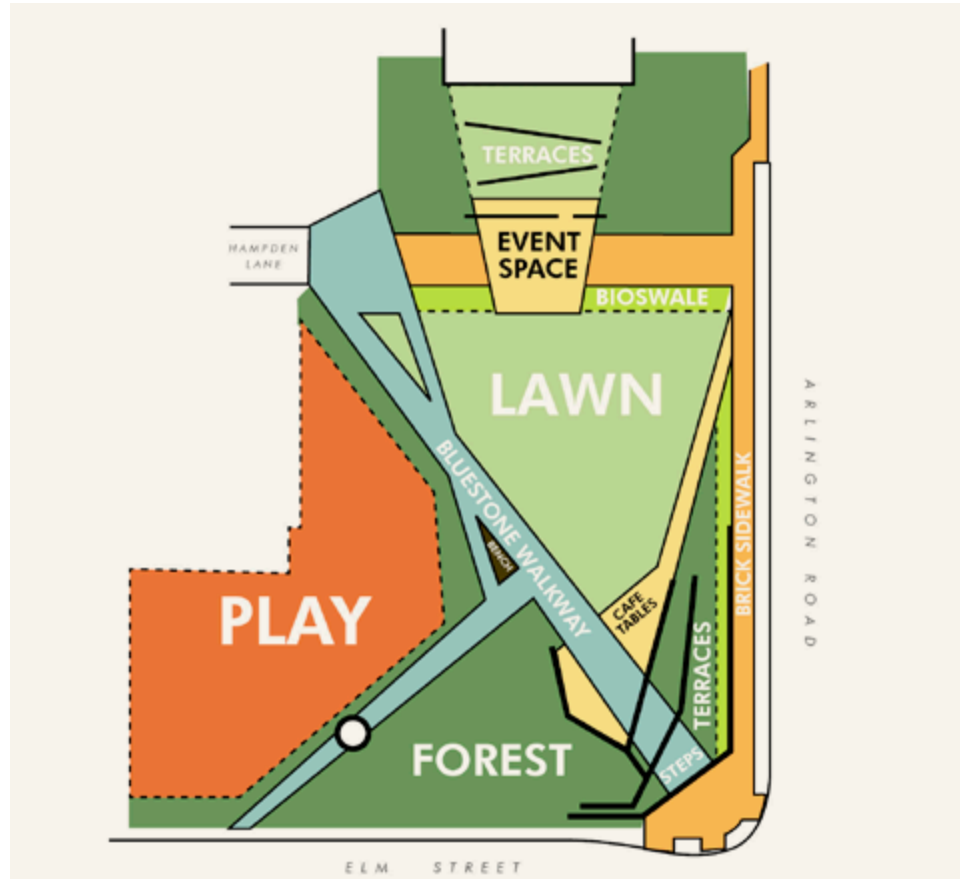 TERRACES
EVENT
SPACE
HAMPDEN
LANE
BIOSWALE
LAWN
ARLINGTON ROAD
BLUESTONE WALKWAY
BENCH
BRICK SIDEWALK
PLAY
CAFE
TABLES
TERRACES
FOREST
STEPS
ELM STREET